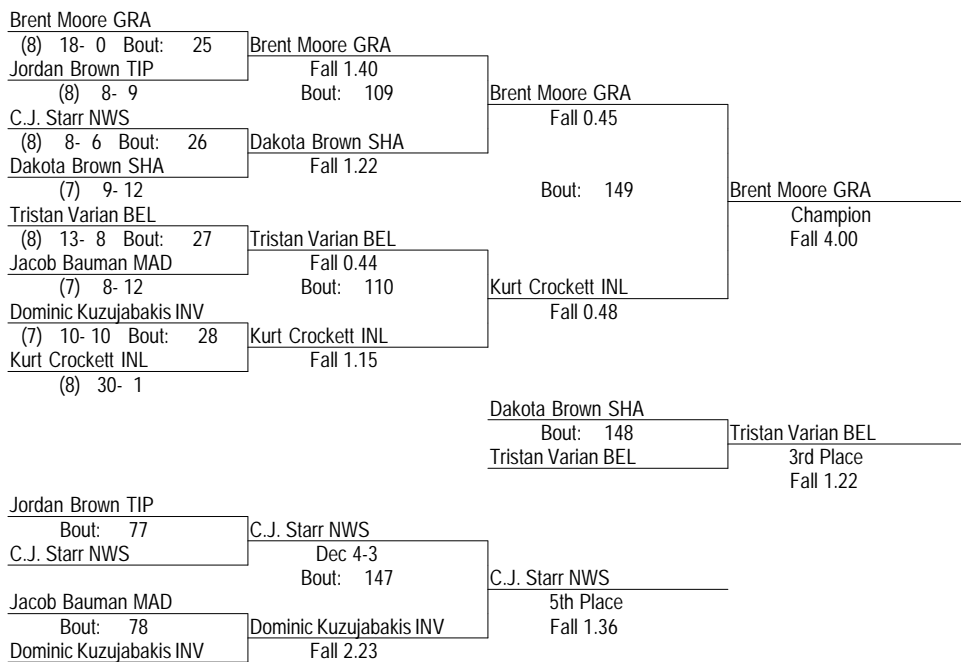 Brent Moore GRA
(8) 18- 0 Bout: 25 Brent Moore GRA
Jordan Brown TIP Fall 1.40
(8) 8- 9 Bout: 109 Brent Moore GRA
C.J. Starr NWS Fall 0.45
(8) 8- 6 Bout: 26 Dakota Brown SHA
Dakota Brown SHA Fall 1.22
(7) 9- 12 Bout: 149 Brent Moore GRA
Tristan Varian BEL Champion
(8) 13- 8 Bout: 27 Tristan Varian BEL Fall 4.00
Jacob Bauman MAD Fall 0.44
(7) 8- 12 Bout: 110 Kurt Crockett INL
Dominic Kuzujabakis INV Fall 0.48
(7) 10- 10 Bout: 28 Kurt Crockett INL
Kurt Crockett INL Fall 1.15
(8) 30- 1
Dakota Brown SHA
Bout: 148 Tristan Varian BEL
Tristan Varian BEL 3rd Place
Fall 1.22
Jordan Brown TIP
Bout: 77 C.J. Starr NWS
C.J. Starr NWS Dec 4-3
Bout: 147 C.J. Starr NWS
Jacob Bauman MAD 5th Place
Bout: 78 Dominic Kuzujabakis INV Fall 1.36
Dominic Kuzujabakis INV Fall 2.23